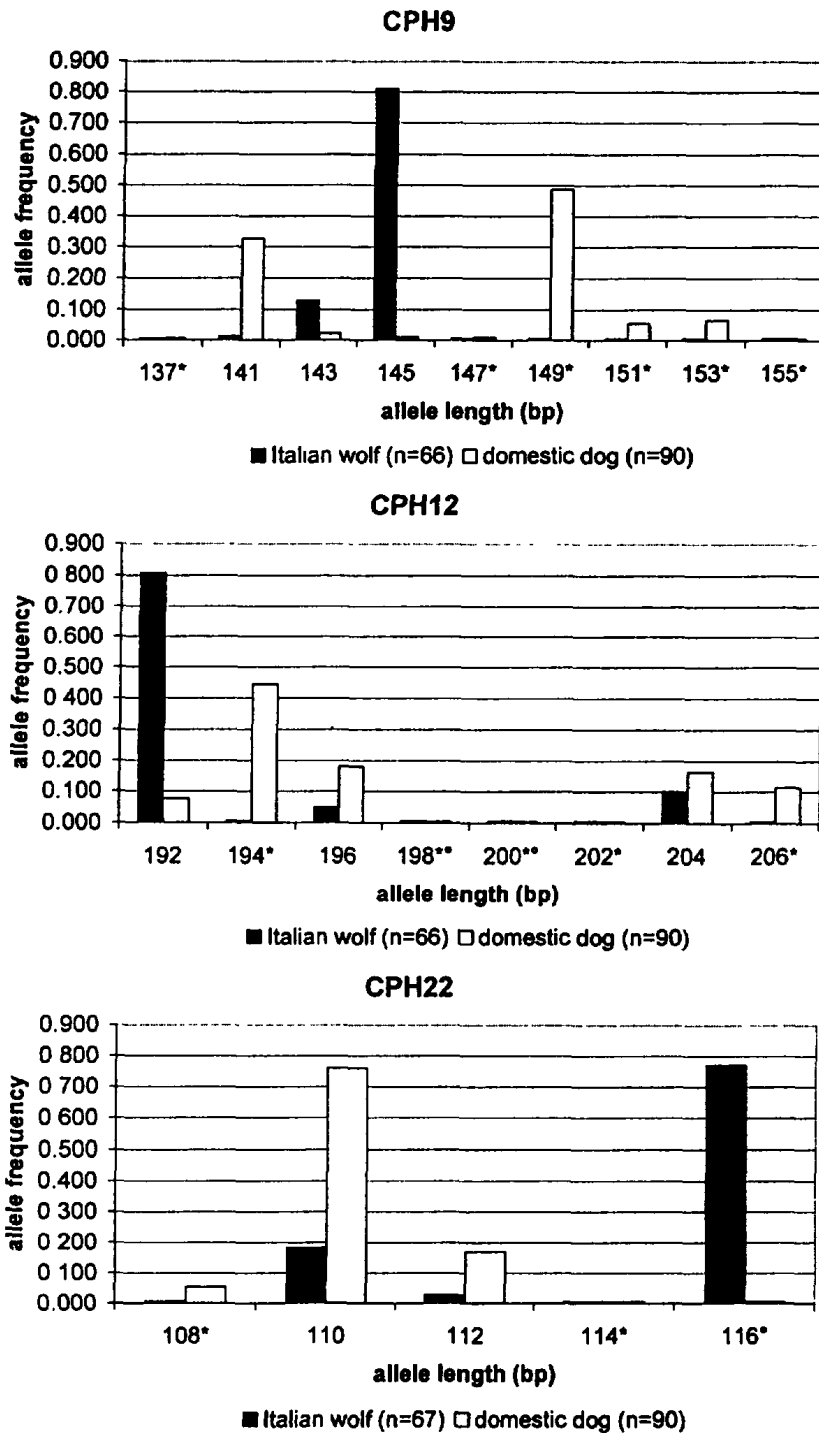 CPH9
0.900
0.800
0.700
0.600
0.500
0.400
0.300
0.200
0.100
0.000
allele frequency
137* 141 143 145 147* 149* 151* 153* 155*
allele length (bp)
Italian wolf (n=66) domestic dog (n=90)
CPH12
0.900
0.800
0.700
0.600
0.500
0.400
0.300
0.200
0.100
0.000
allele frequency
192 194* 196 198** 200** 202* 204 206*
allele length (bp)
Italian wolf (n=66) domestic dog (n=90)
CPH22
0.900
0 800
0 700
0 600
0 500
0 400
0 300
0 200
0 100
0.000
allele frequency
108* 110 112 114* 116*
allele length (bp)
Italian wolf (n=67) domestic dog (n=90)